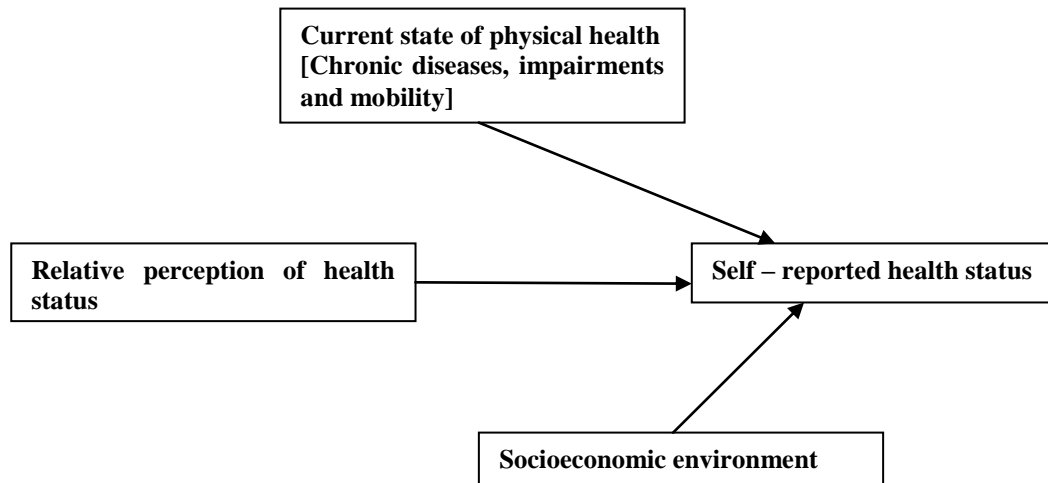 Current state of physical health
[Chronic diseases, impairments
and mobility]
Relative perception of health
status
Self – reported health status
Socioeconomic environment